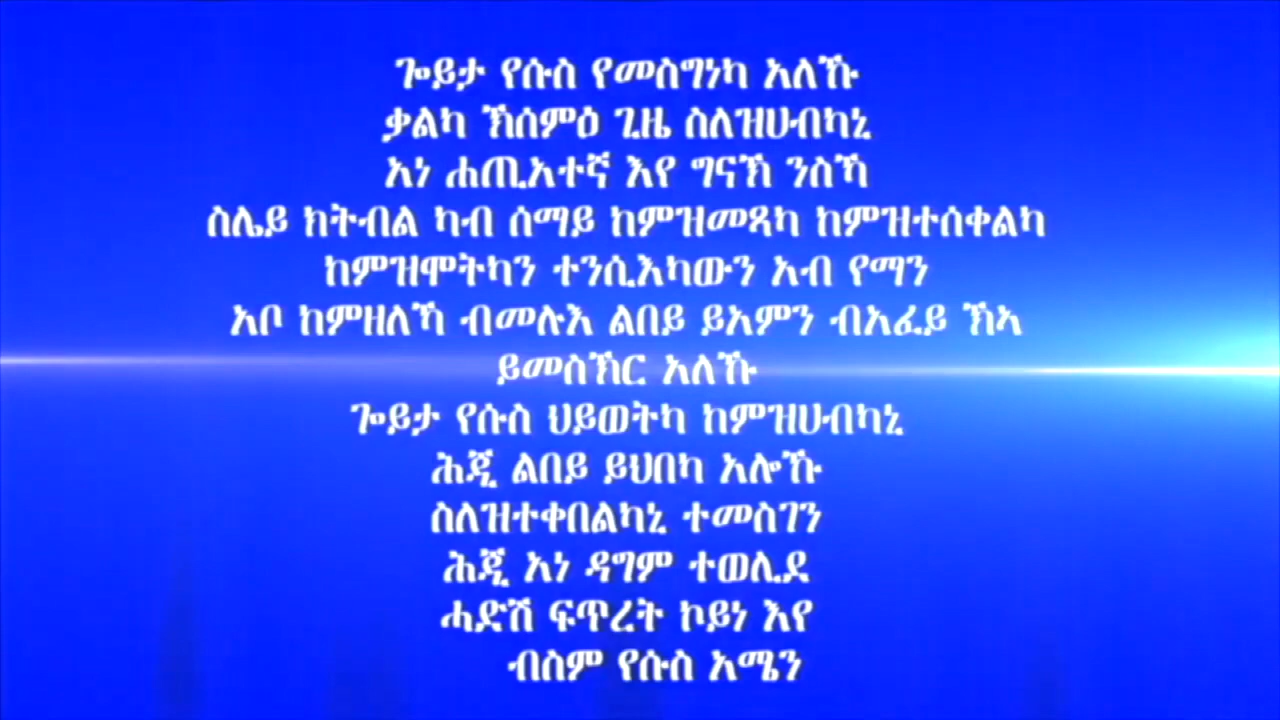 ጐይታ የሱስ የመስግነካ አለኹ
ቃልካ ኽሰምዕ ጊዜ ስለዝሀብካኒ
አነ ሐጢአተኛ እየ ግናኽ ንስኻ
ስሌይ ክትብል ካብ ሰማይ ከምዝመጻካ ከምዝተሰቀልካ
ከምዝሞትካን ተንሲእካውን አብ የማን
አቦ ከምዘለኻ ብመሉእ ልበይ ይአምን ብአፈይ ኽኣ
ይመስኽር አለኹ
ጐይታ የሱስ ህይወትካ ከምዝሀብካኒ
ሕጂ ልበይ ይህበካ አሎኹ
ስለዝተቀበልካኒ ተመስገን
ሕጂ አነ ዳግም ተወሊደ
ሓድሽ ፍጥረት ኮይነ እየ
ብስም የሱስ አሜን